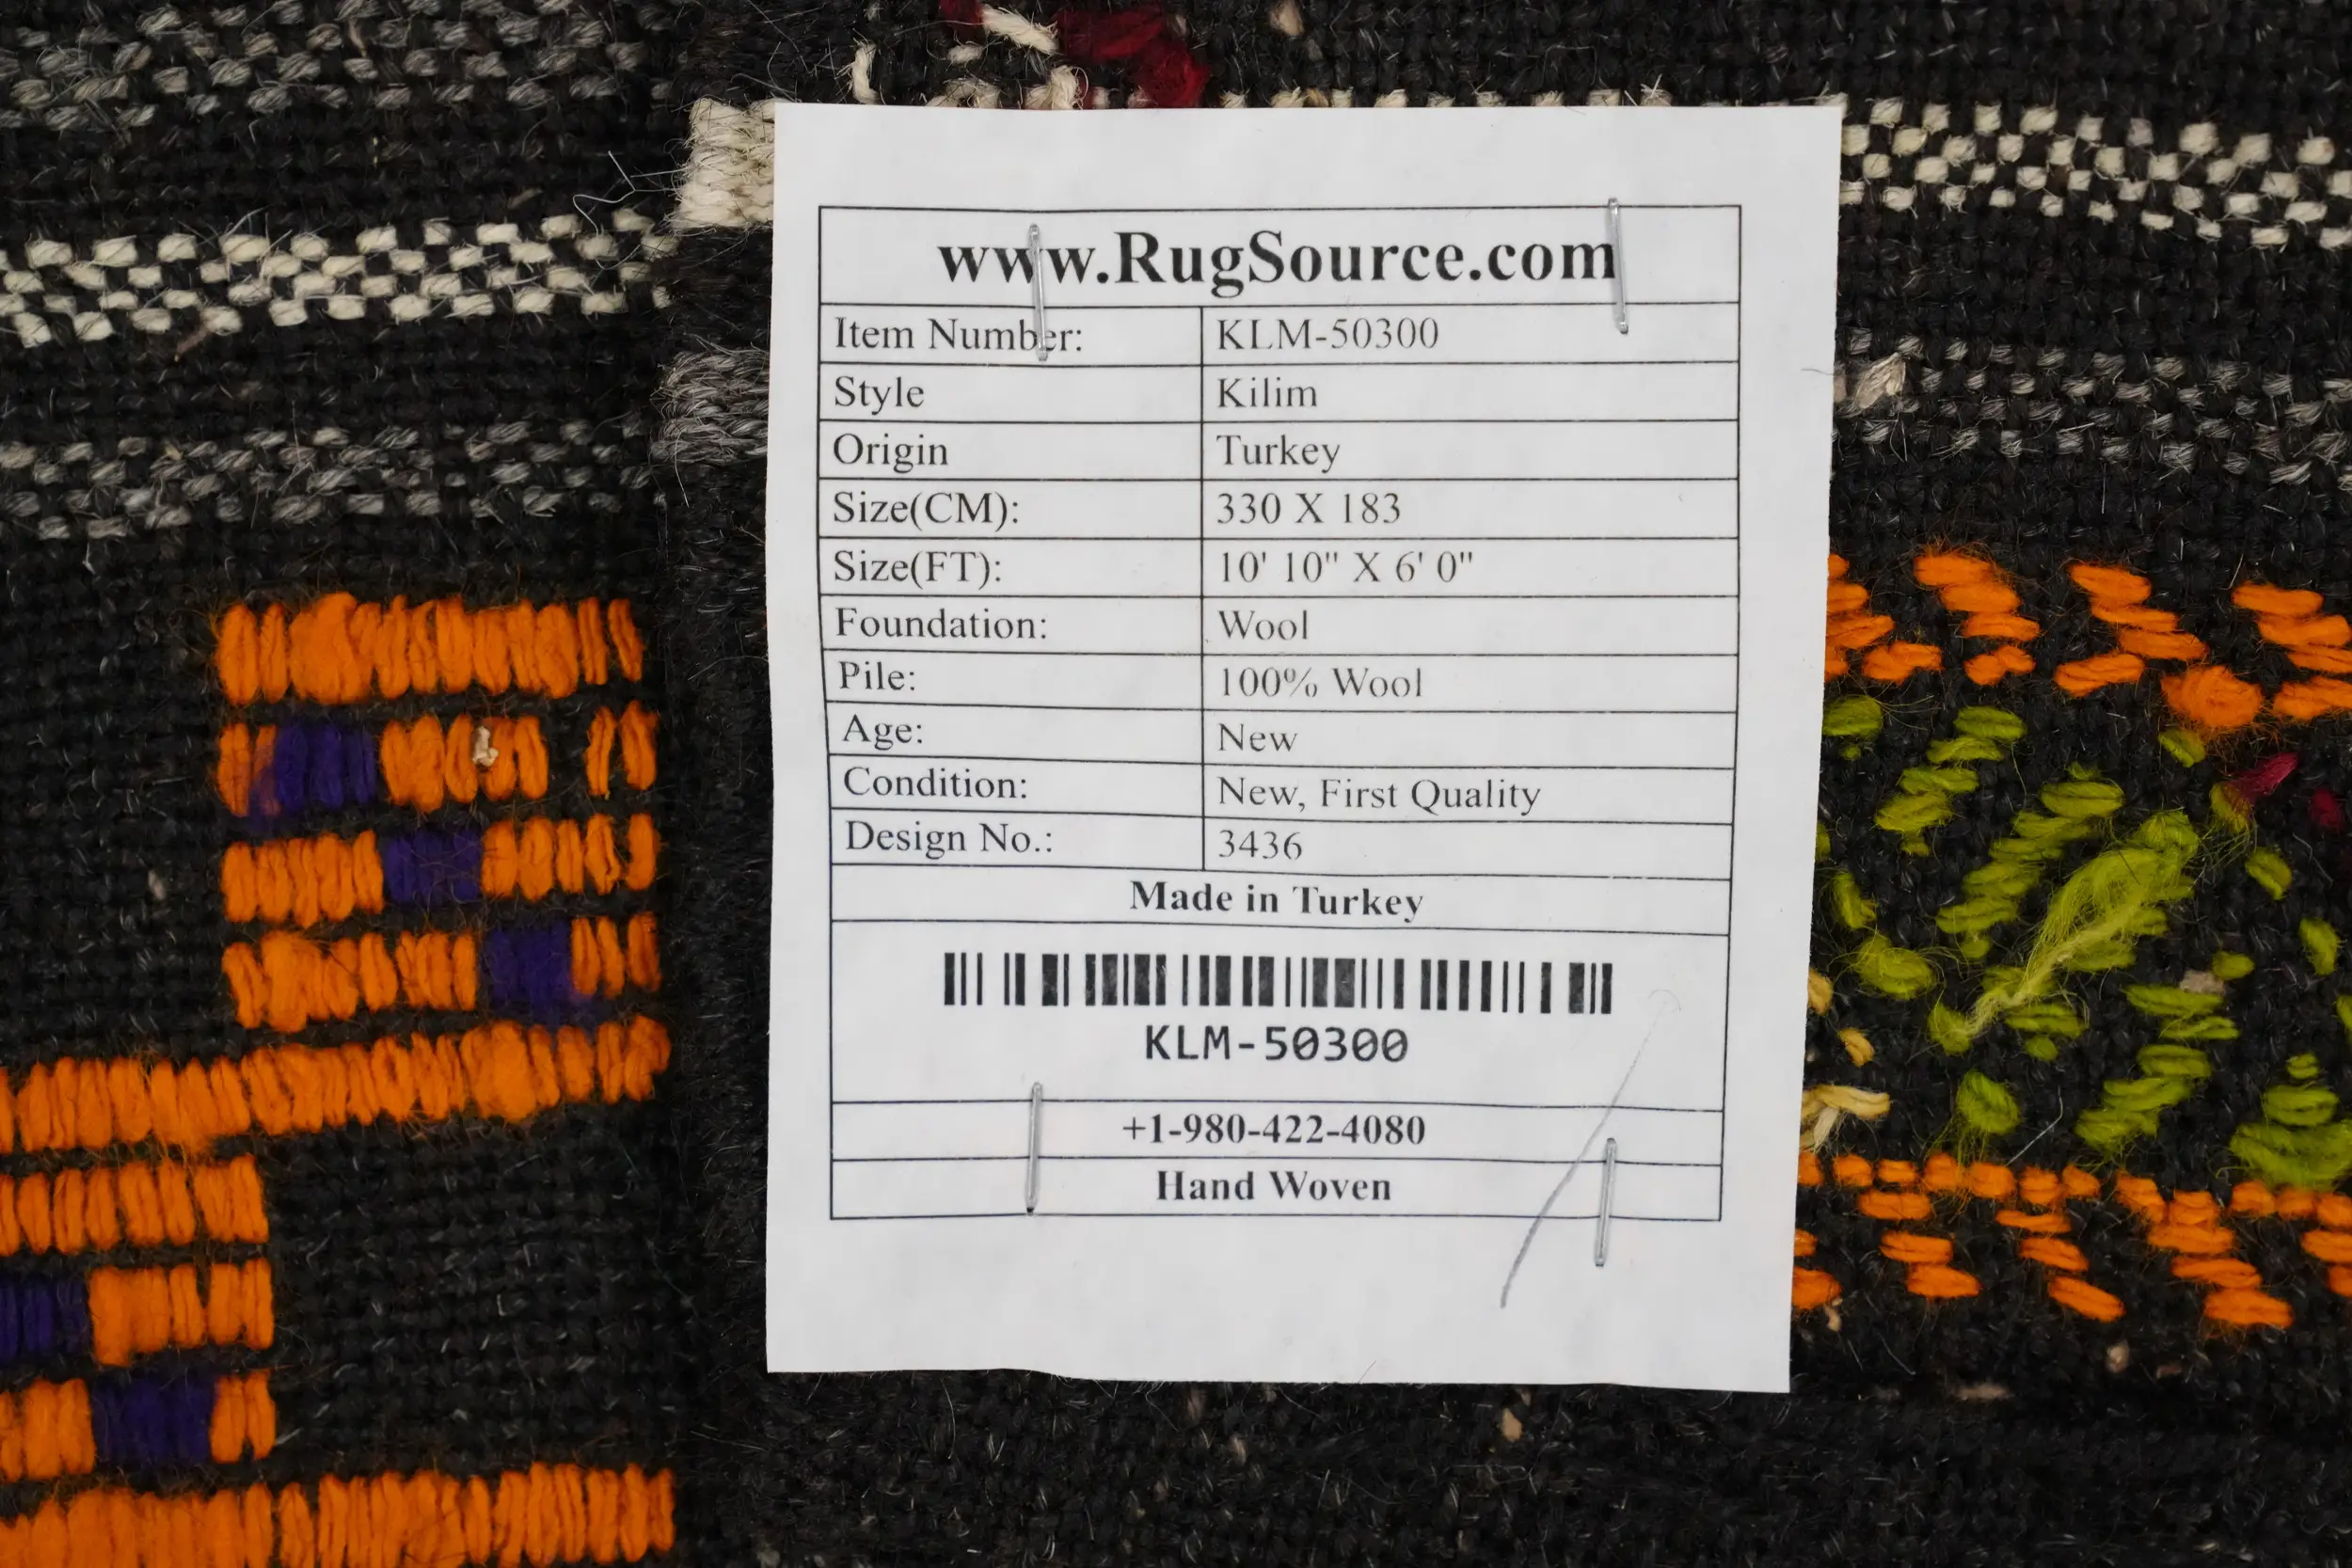 www.RugSource.com
Item Number: KLM-50300
Style Kilim
Origin Turkey
Size(CM): 330 X 183
Size(FT): 10' 10" X 6' 0"
Foundation: Wool
Pile: 100% Wool
Age: New
Condition: New, First Quality
Design No.: 3436
Made in Turkey
KLM-50300
+1-980-422-4080
Hand Woven